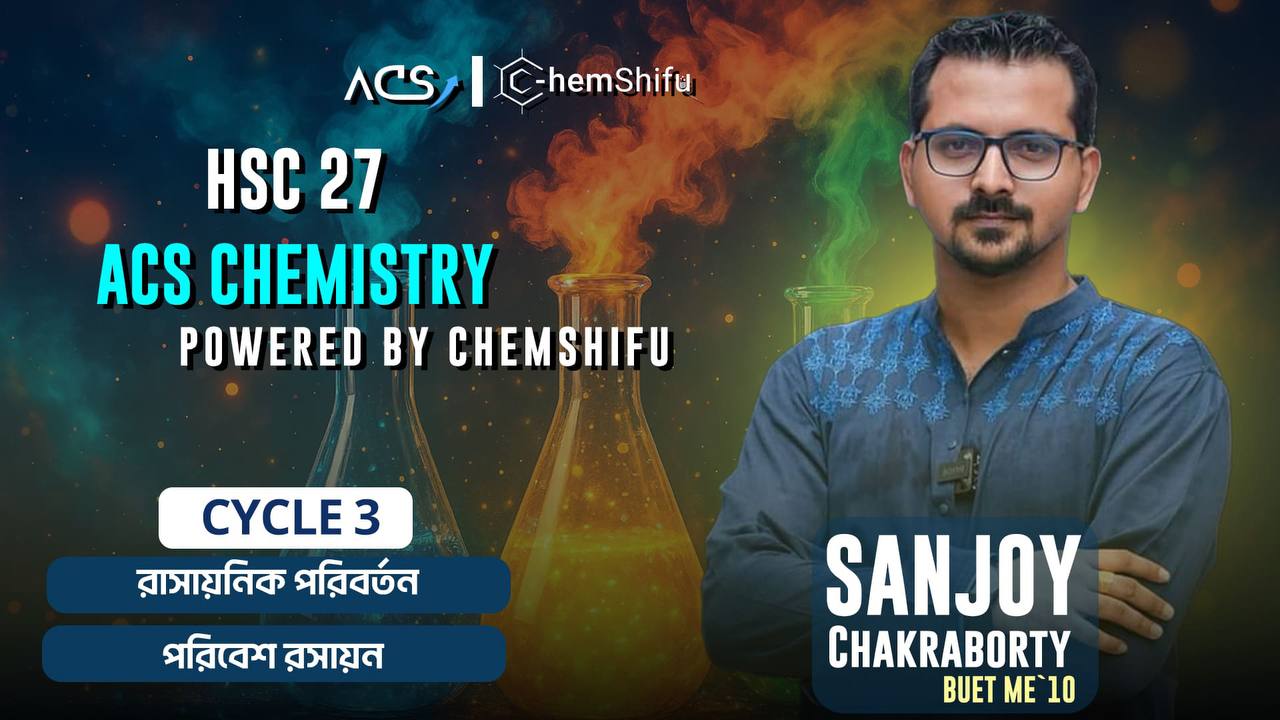 ACS | ChemShifu
HSC 27
ACS CHEMISTRY
POWERED BY CHEMSHIFU
CYCLE 3
রাসায়নিক পরিবর্তন
পরিবেশ রসায়ন
SANJOY
CHAKRABORTY
BUET ME`10